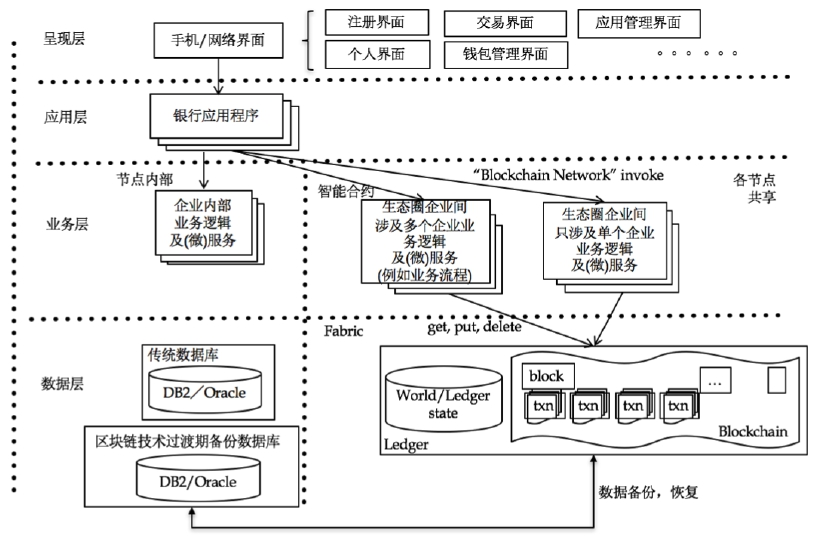 呈现层
手机/网络界面
注册界面
交易界面
应用管理界面
个人界面
钱包管理界面
。。。。。。
应用层
银行应用程序
节点内部
智能合约
“Blockchain Network” invoke
各节点
共享
业务层
企业内部
业务逻辑
及(微)服务
生态圈企业间
涉及多个企业业
务逻辑
及(微)服务
(例如业务流程)
生态圈企业间
只涉及单个企业
业务逻辑
及(微)服务
Fabric
get, put, delete
数据层
传统数据库
DB2／Oracle
World/Ledger
state
Ledger
block
...
txn
txn
txn
txn
Blockchain
区块链技术过渡期备份数据库
DB2/Oracle
数据备份，恢复